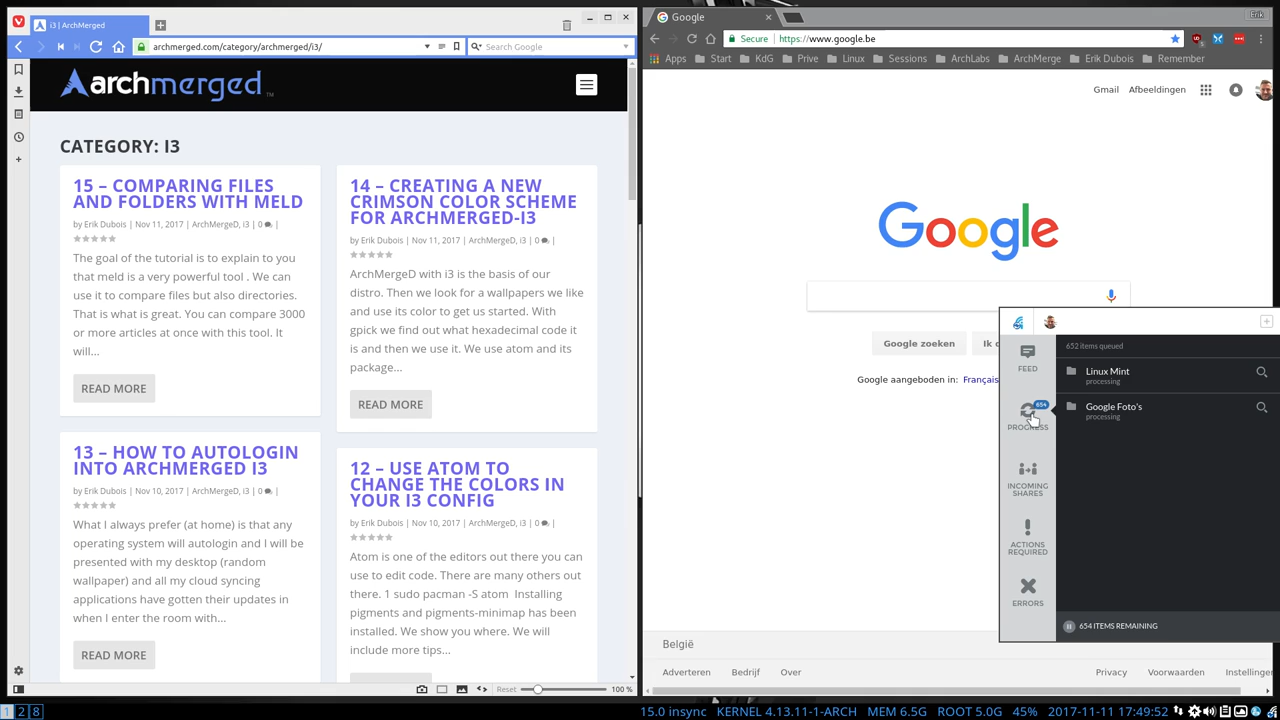 i3 | ArchMerged
archmerged.com/category/archmerged/i3/
Search Google
archmerged™
CATEGORY: I3
15 – COMPARING FILES
AND FOLDERS WITH MELD
by Erik Dubois | Nov 11, 2017 | ArchMergeD, i3 | 0 |
The goal of the tutorial is to explain to you
that meld is a very powerful tool . We can
use it to compare files but also directories.
That is what is great. You can compare 3000
or more articles at once with this tool. It
will...
READ MORE
14 – CREATING A NEW
CRIMSON COLOR SCHEME
FOR ARCHMERGED-I3
by Erik Dubois | Nov 11, 2017 | ArchMergeD, i3 | 0 |
ArchMergeD with i3 is the basis of our
distro. Then we look for a wallpapers we like
and use its color to get us started. With
gpick we find out what hexadecimal code it
is and then we use it. We use atom and its
package...
READ MORE
13 – HOW TO AUTOLOGIN
INTO ARCHMERGED I3
by Erik Dubois | Nov 10, 2017 | ArchMergeD, i3 | 0 |
What I always prefer (at home) is that any
operating system will autologin and I will be
presented with my desktop (random
wallpaper) and all my cloud syncing
applications have gotten their updates in
when I enter the room with...
READ MORE
12 – USE ATOM TO
CHANGE THE COLORS IN
YOUR I3 CONFIG
by Erik Dubois | Nov 10, 2017 | ArchMergeD, i3 | 0 |
Atom is one of the editors out there you can
use to edit code. There are many others out
there. 1 sudo pacman -S atom Installing
pigments and pigments-minimap has been
installed. We show you where. We will
include more tips...
Reset
100 %
Google
Erik
Secure | https://www.google.be
Apps Start KdG Prive Linux Sessions ArchLabs ArchMerge Erik Dubois Remember
Gmail Afbeeldingen
Google
Google zoeken
Ik d
Google aangeboden in: Français
652 items queued
FEED
Linux Mint
processing
654
PROGRESS
Google Foto's
processing
INCOMING
SHARES
ACTIONS
REQUIRED
ERRORS
654 ITEMS REMAINING
België
Adverteren Bedrijf Over
Privacy Voorwaarden Instellingen
1 2 8
15.0 insync KERNEL 4.13.11-1-ARCH MEM 6.5G ROOT 5.0G 45% 2017-11-11 17:49:52